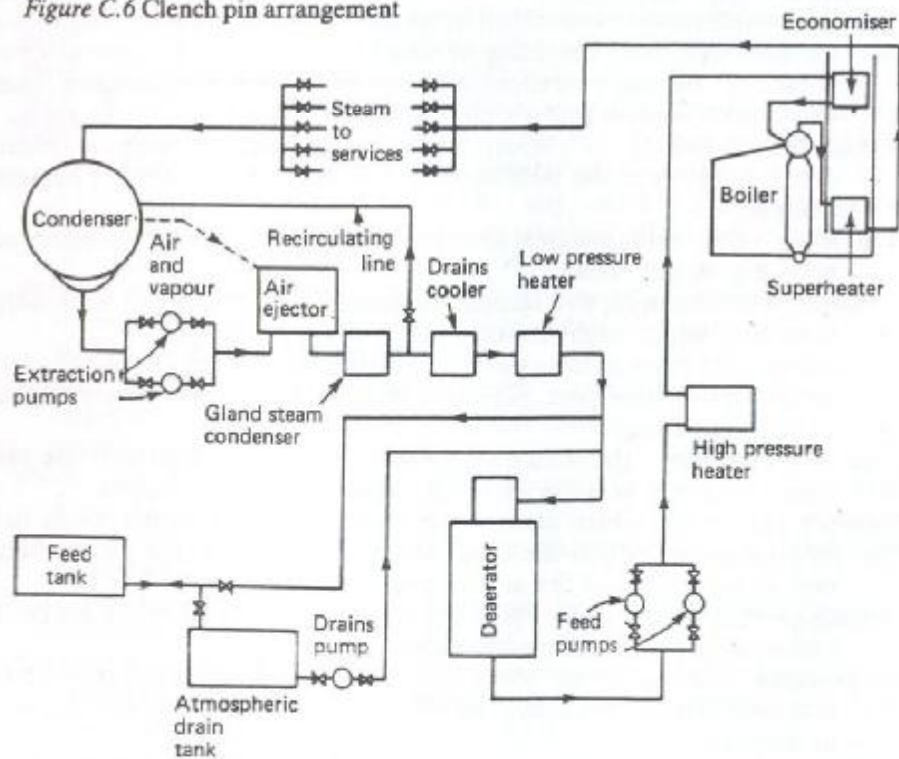 Figure C.6 Clench pin arrangement
Economiser
Steam
to
services
Condenser
Boiler
Air
and
vapour
Recirculating
line
Drains
cooler
Low pressure
heater
Superheater
Air
ejector
Extraction
pumps
Gland steam
condenser
High pressure
heater
Feed
tank
Deaerator
Drains
pump
Feed
pumps
Atmospheric
drain
tank